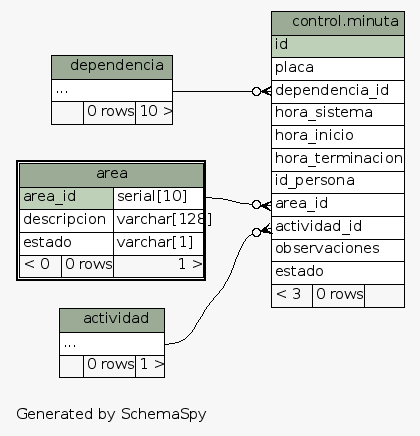 dependencia
...
0 rows 10 >
area
area_id serial[10]
descripcion varchar[128]
estado varchar[1]
< 0 0 rows 1 >
actividad
...
0 rows 1 >
control.minuta
id
placa
dependencia_id
hora_sistema
hora_inicio
hora_terminacion
id_persona
area_id
actividad_id
observaciones
estado
< 3 0 rows
Generated by SchemaSpy